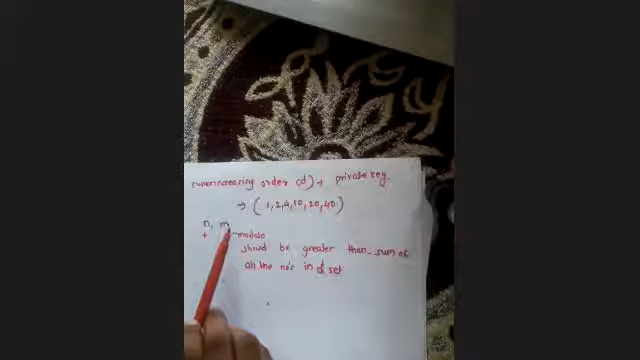 superincreasing order (d) → private key.
→ (1,2,4,10,20,40)
n, m
modulo
should be greater than sum of
all the no's in d set